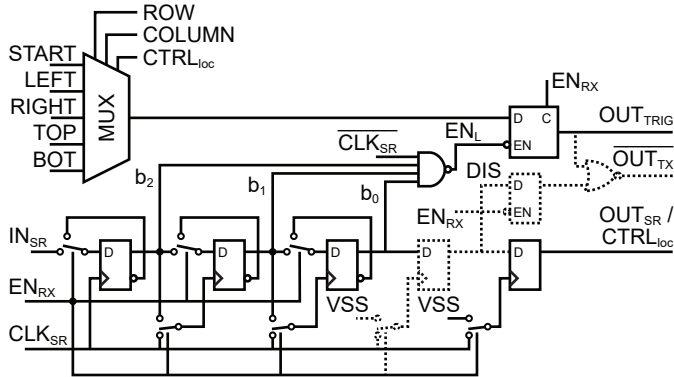 ROW
COLUMN
CTRLloc
START
LEFT
RIGHT
TOP
BOT
MUX
ENRX
D C
EN
OUTTRIG
CLKSR
ENL
OUTTX
b2
b1
b0
DIS
D
EN
ENRX
OUTSR /
CTRLloc
INSR
D
D
D
D
D
ENRX
VSS
VSS
CLKSR